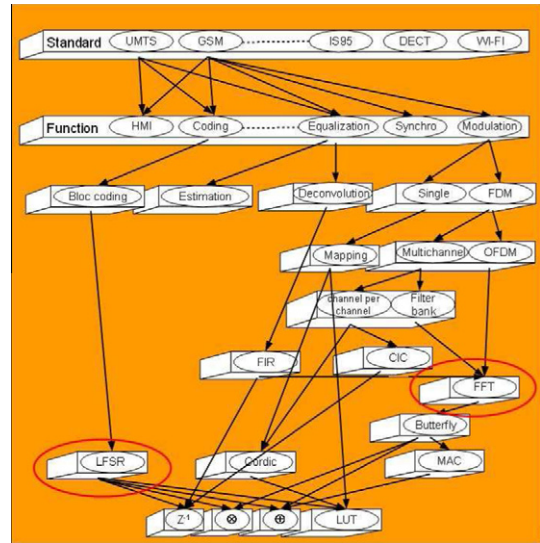 Standard UMTS GSM IS95 DECT WI-FI
Function HMI Coding Equalization Synchro Modulation
Bloc coding Estimation Deconvolution Single FDM
Mapping Multichannel OFDM
channel per
channel
Filter
bank
FIR CIC
FFT
Butterfly
LFSR Cordic MAC
Z-1 ⊗ ⊕ LUT